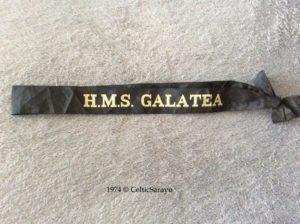 H.M.S. GALATEA
1974 © CelticSarayu